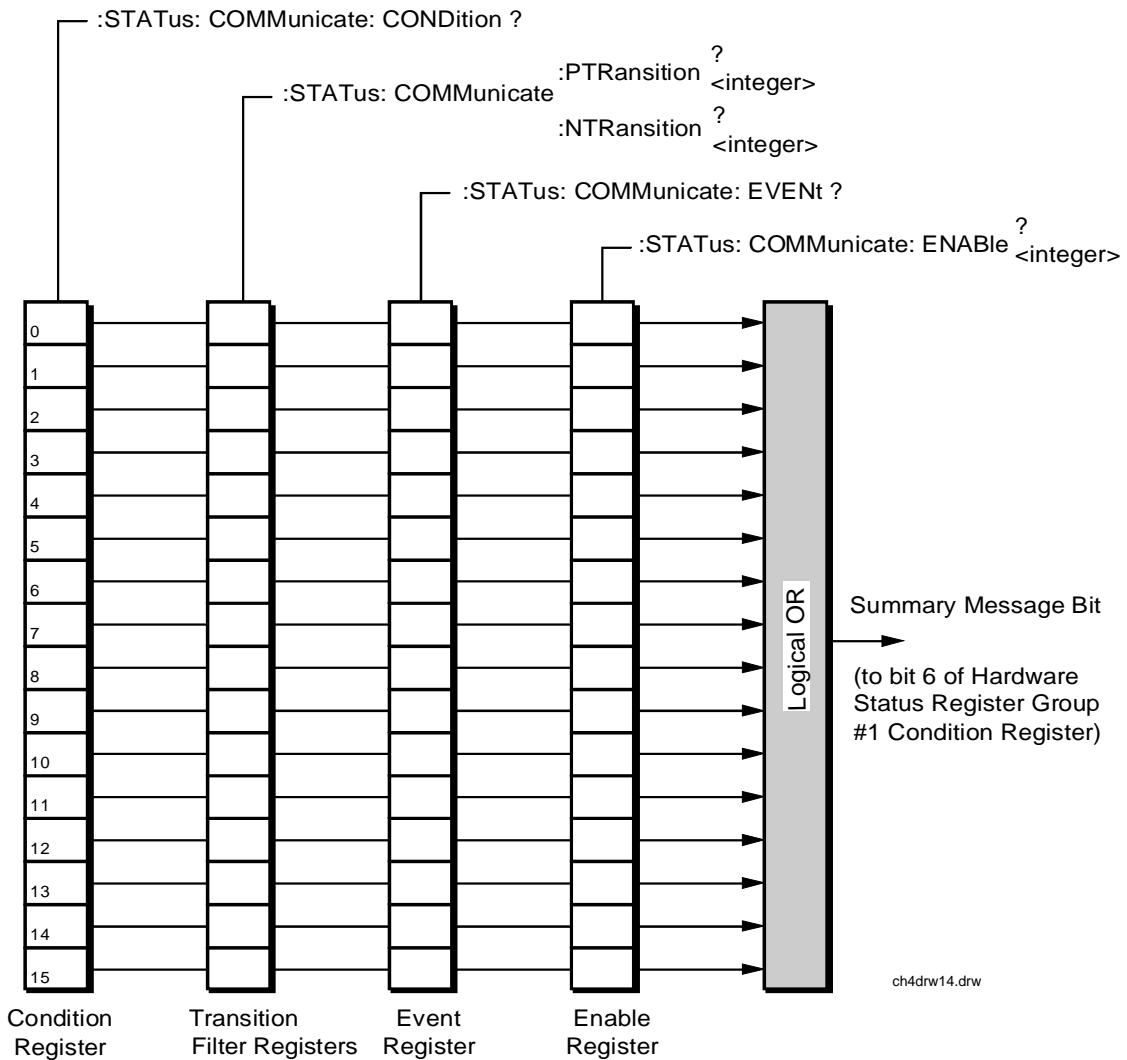 :STATus: COMMunicate: CONDition ?
:STATus: COMMunicate
:PTRansition ?
<integer>
:NTRansition ?
<integer>
:STATus: COMMunicate: EVENt ?
:STATus: COMMunicate: ENABle ?
<integer>
0
1
2
3
4
5
6
7
8
9
10
11
12
13
14
15
Logical OR
Summary Message Bit
(to bit 6 of Hardware
Status Register Group
#1 Condition Register)
ch4drw14.drw
Condition
Register
Transition
Filter Registers
Event
Register
Enable
Register